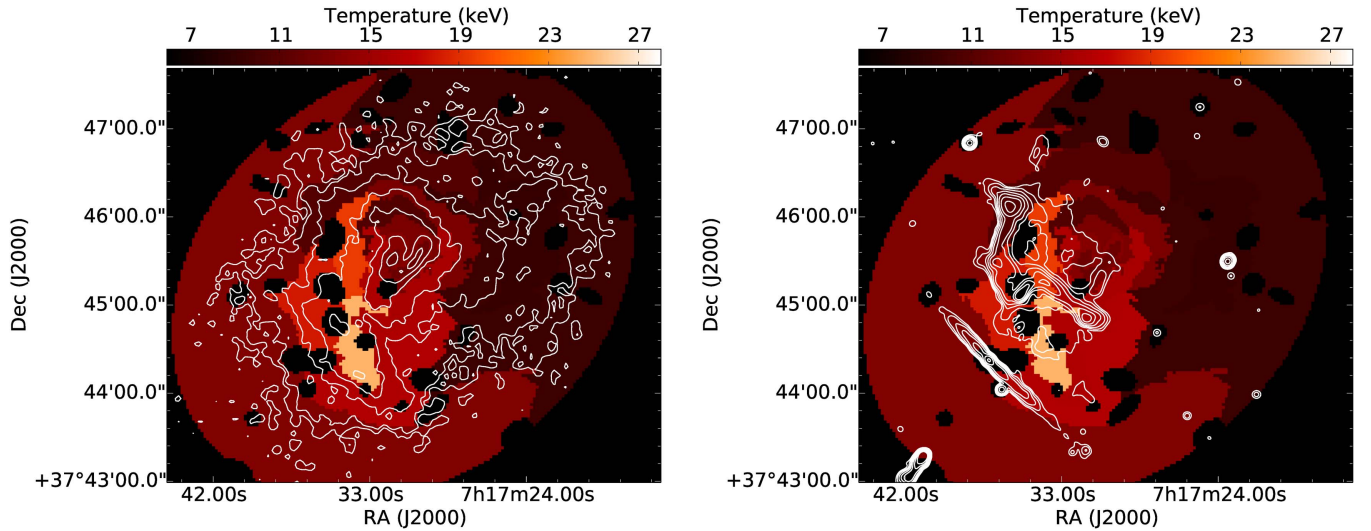 Temperature (keV) Temperature (keV)
7 11 15 19 23 27 7 11 15 19 23 27
47'00.0" 47'00.0"
46'00.0" 46'00.0"
Dec (J2000) Dec (J2000)
45'00.0" 45'00.0"
44'00.0" 44'00.0"
+37°43'00.0" +37°43'00.0"
42.00s 33.00s 7h17m24.00s 42.00s 33.00s 7h17m24.00s
RA (J2000) RA (J2000)